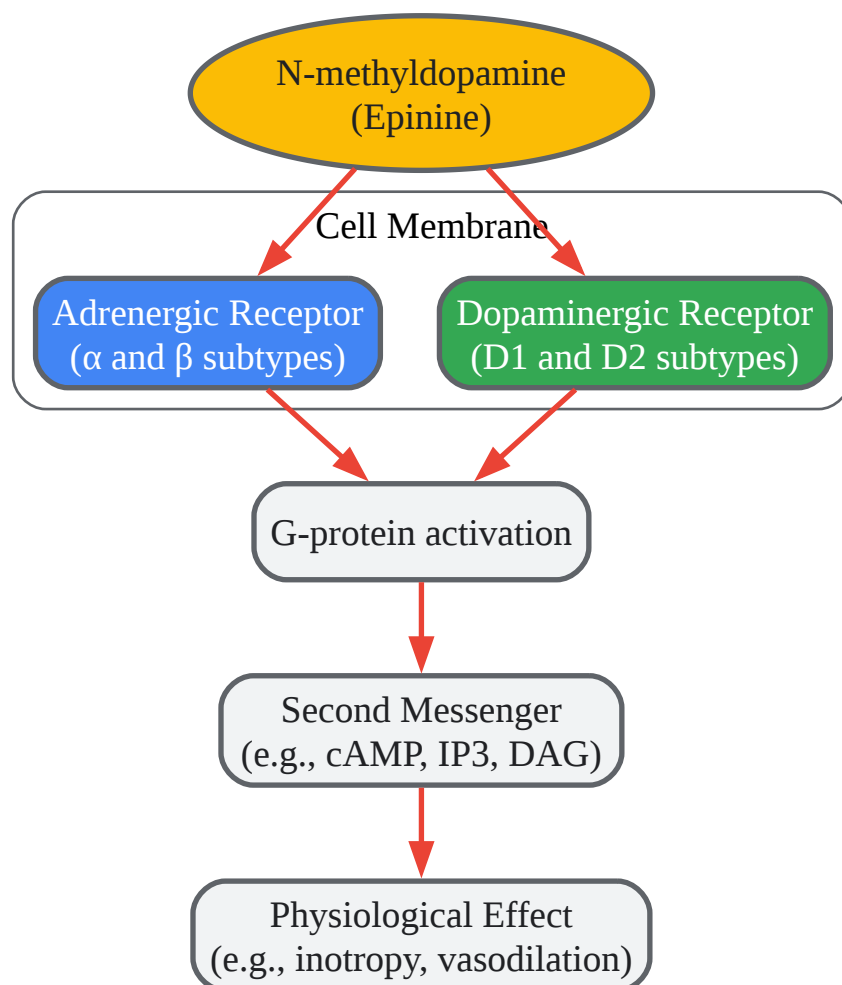 N-methyldopamine
(Epinine)
Cell Membrane
Adrenergic Receptor
(α and β subtypes)
Dopaminergic Receptor
(D1 and D2 subtypes)
G-protein activation
Second Messenger
(e.g., cAMP, IP3, DAG)
Physiological Effect
(e.g., inotropy, vasodilation)